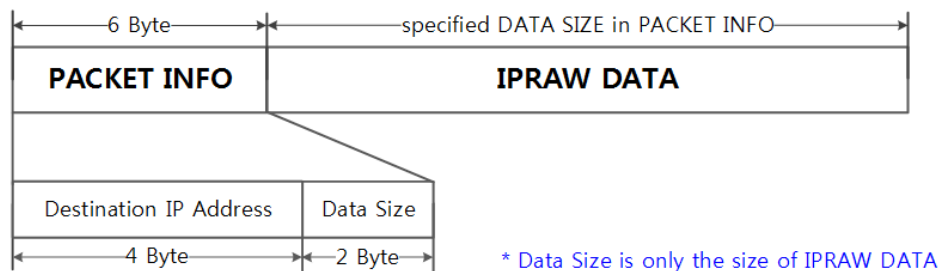 6 Byte specified DATA SIZE in PACKET INFO
PACKET INFO IPRAW DATA
Destination IP Address Data Size
4 Byte 2 Byte * Data Size is only the size of IPRAW DATA